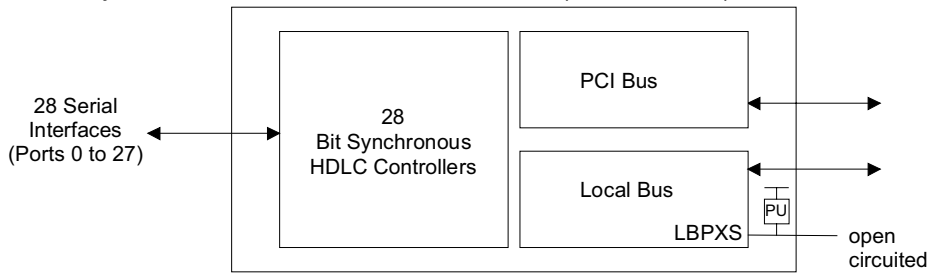 28 Serial
Interfaces
(Ports 0 to 27)
28
Bit Synchronous
HDLC Controllers
PCI Bus
Local Bus
LBPXS
PU
open
circuited